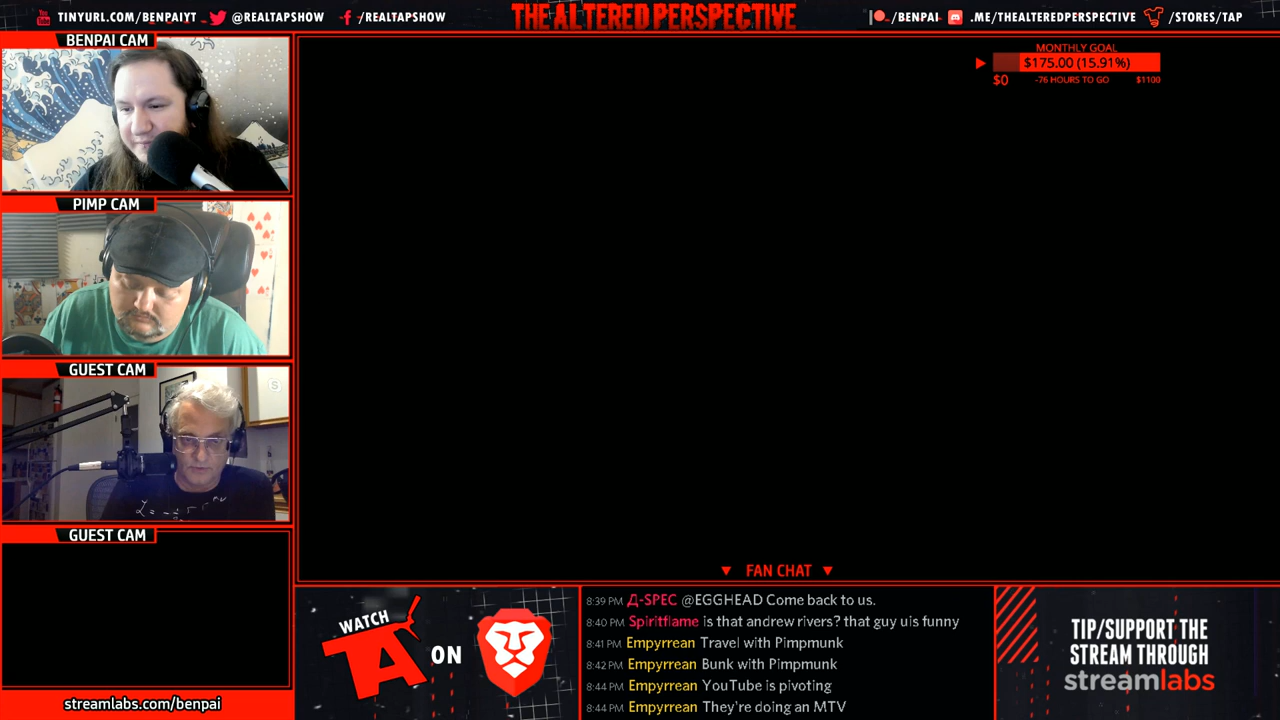 TINYURL.COM/BENPAIYT @REALTAPSHOW /REALTAPSHOW THE ALTERED PERSPECTIVE /BENPAI .ME/THEALTEREDPERSPECTIVE /STORES/TAP
BENPAI CAM
MONTHLY GOAL
$175.00 (15.91%)
$0 -76 HOURS TO GO $1100
PIMP CAM
GUEST CAM
GUEST CAM
streamlabs.com/benpai
FAN CHAT
WATCH
TA ON
8:39 PM Д-SPEC @EGGHEAD Come back to us.
8:40 PM Spiritflame is that andrew rivers? that guy uis funny
8:41 PM Empyrrean Travel with Pimpmunk
8:42 PM Empyrrean Bunk with Pimpmunk
8:44 PM Empyrrean YouTube is pivoting
8:44 PM Empyrrean They're doing an MTV
TIP/SUPPORT THE
STREAM THROUGH
streamlabs